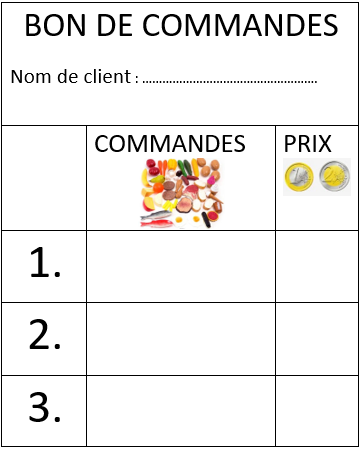 BON DE COMMANDES
Nom de client : ......................................................
COMMANDES
PRIX
1.
2.
3.